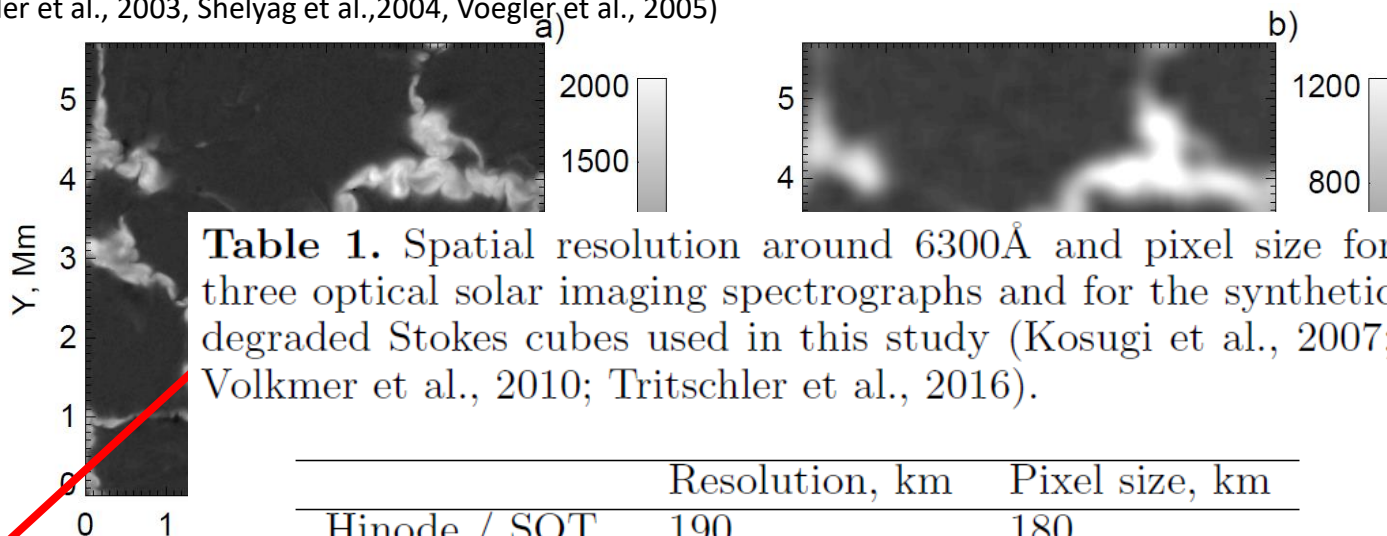 ler et al., 2003, Shelyag et al.,2004, Voegler et al., 2005)
a)
b)
5
4
3
2
1
0
Y, Mm
0 1
2000
1500
5
4
1200
800
Table 1. Spatial resolution around 6300Å and pixel size for
three optical solar imaging spectrographs and for the synthetic
degraded Stokes cubes used in this study (Kosugi et al., 2007;
Volkmer et al., 2010; Tritschler et al., 2016).
Resolution, km Pixel size, km
Hinode / SOT 190 180